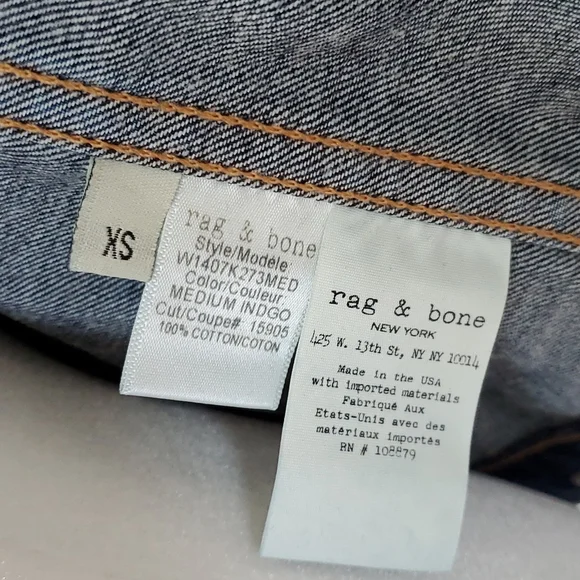 XS
rag & bone
Style/Modèle
W1407K273MED
Color/Couleur
MEDIUM INDGO
Cut/Coupe# 15905
100% COTTON/COTON
rag & bone
NEW YORK
425 W. 13th St, NY NY 10014
Made in the USA
with imported materials
Fabriqué Aux
Etats-Unis avec des
matériaux importés
RN # 108879